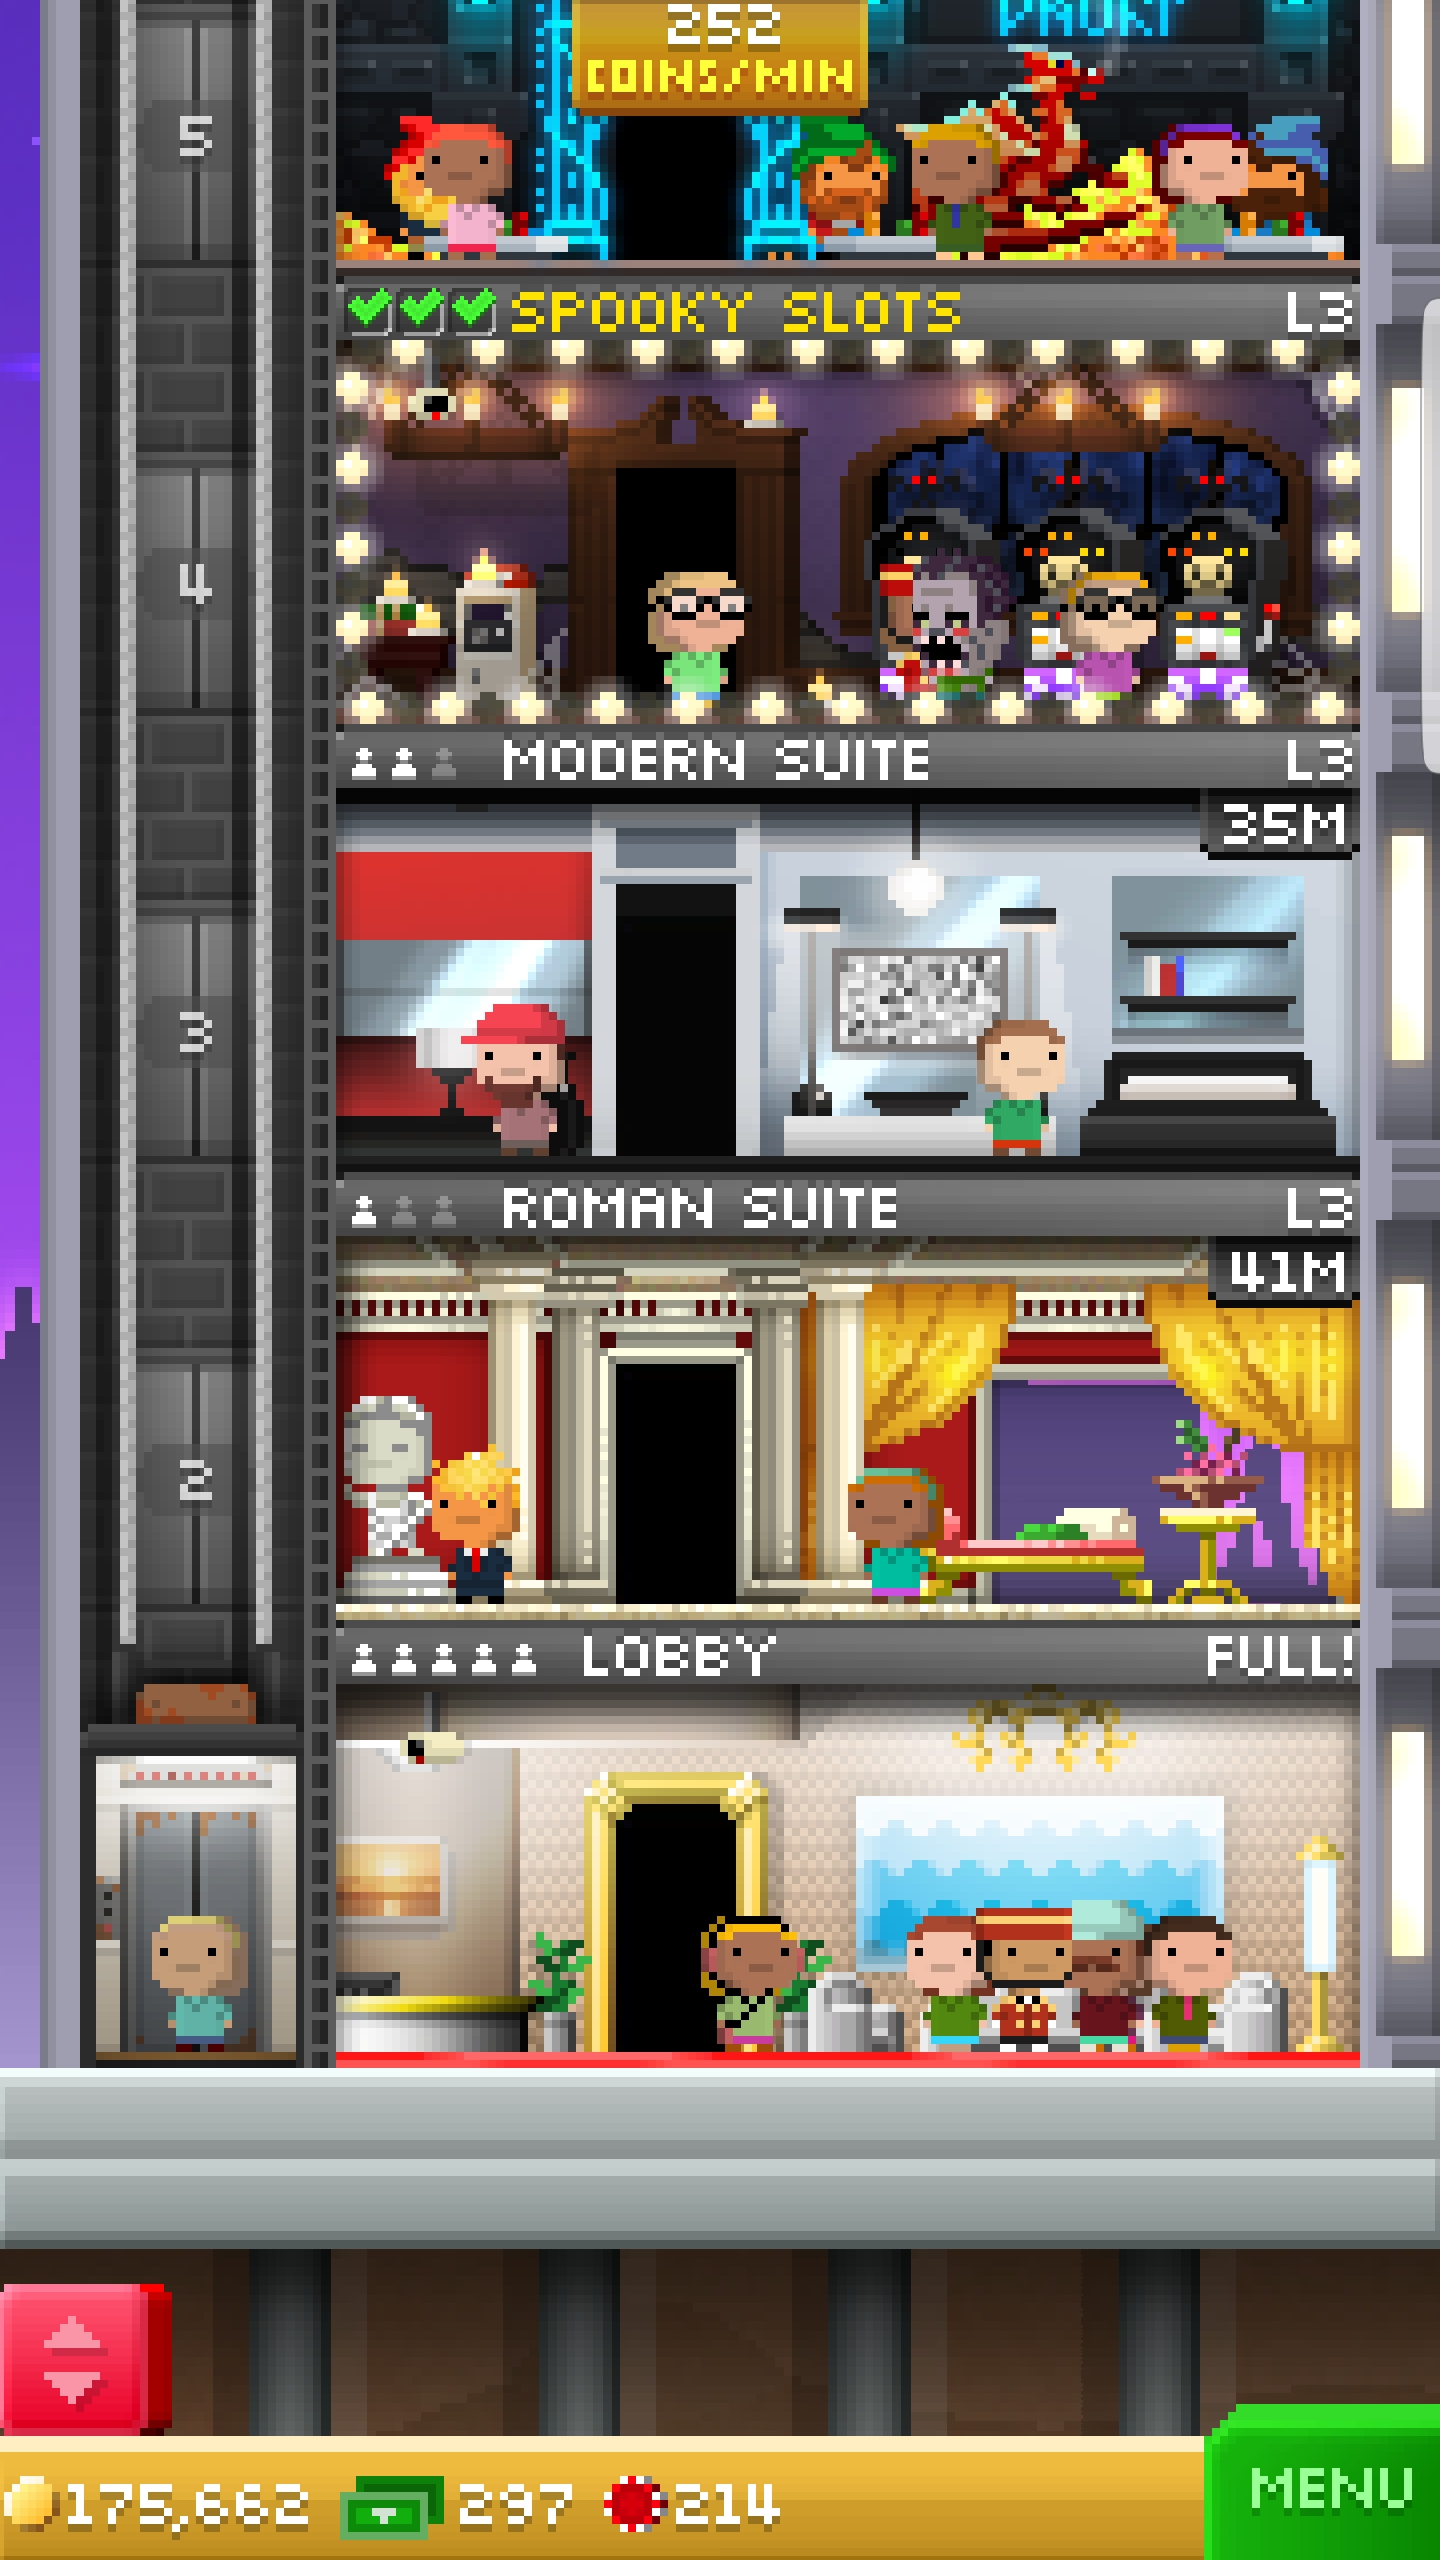 252
COINS/MIN
5
SPOOKY SLOTS L3
4
MODERN SUITE L3
35M
3
ROMAN SUITE L3
41M
2
LOBBY FULL!
175,662 297 214
MENU